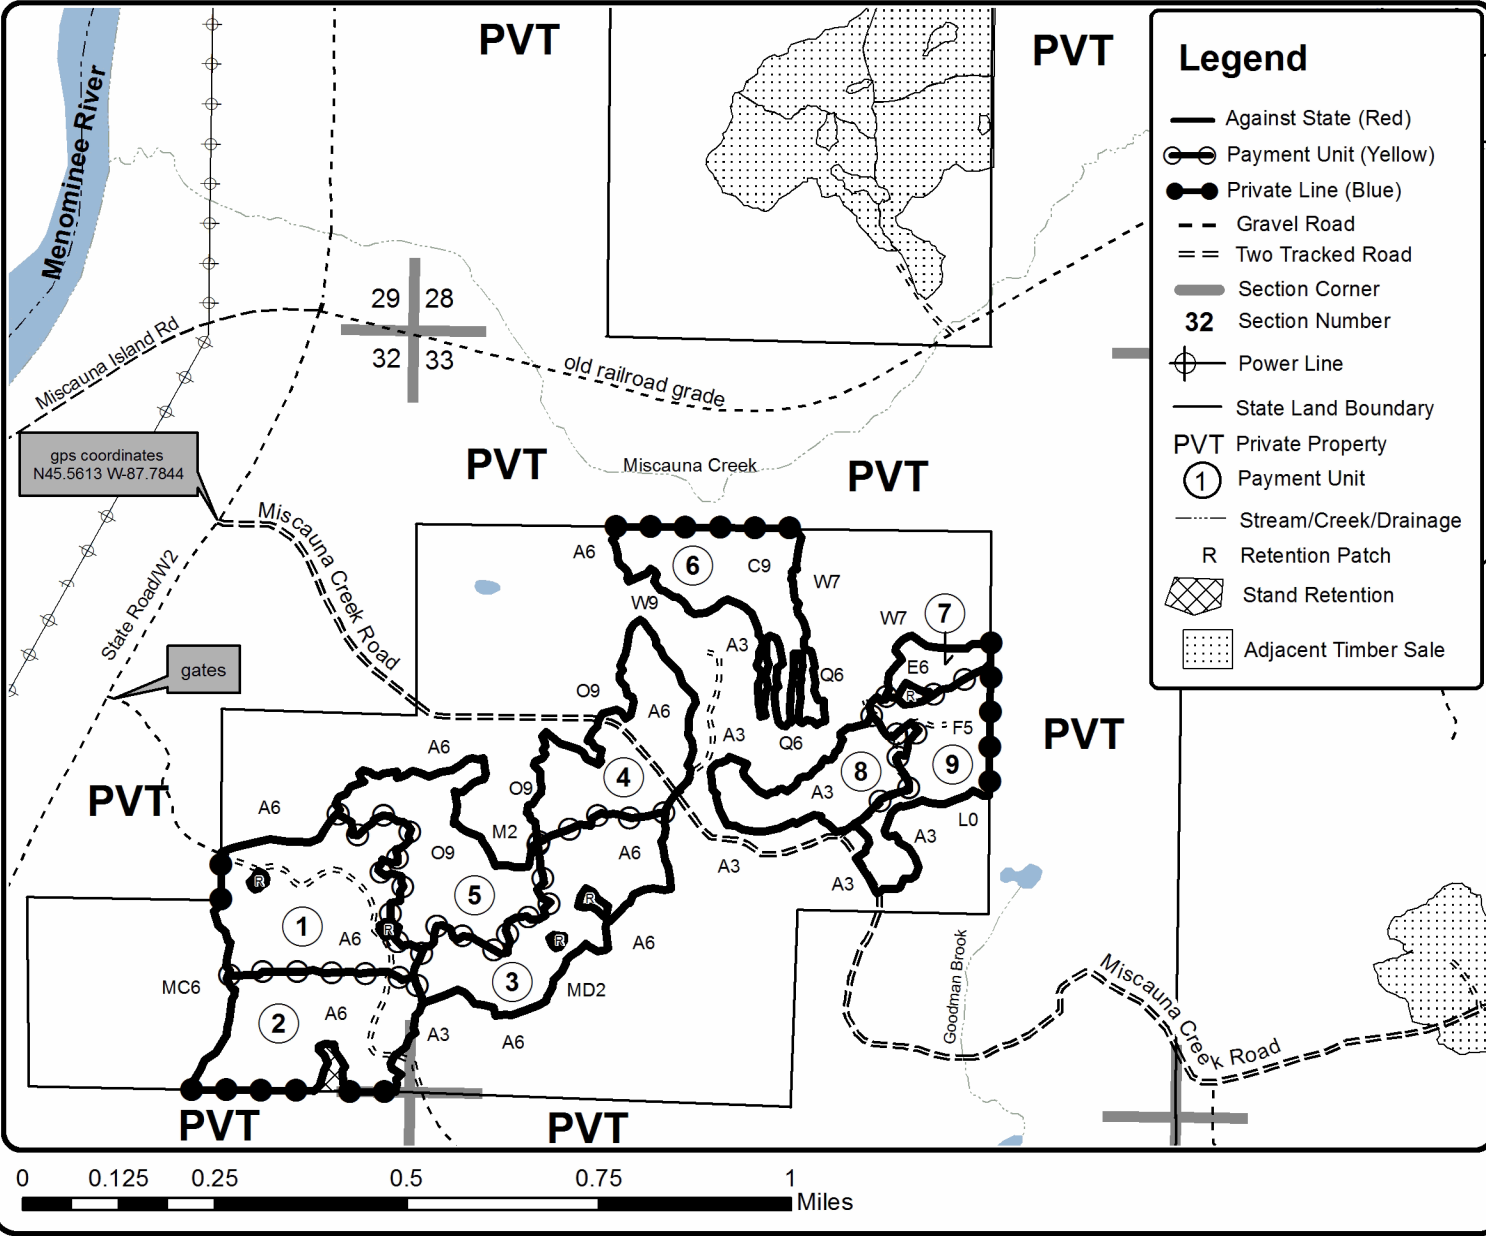 PVT
PVT
Legend
Against State (Red)
Payment Unit (Yellow)
Private Line (Blue)
Gravel Road
Two Tracked Road
Section Corner
32 Section Number
Power Line
State Land Boundary
PVT Private Property
1 Payment Unit
Stream/Creek/Drainage
R Retention Patch
Stand Retention
Adjacent Timber Sale
Menominee River
29 28
32 33
Miscauna Island Rd
old railroad grade
gps coordinates
N45.5613 W-87.7844
PVT
Miscauna Creek
PVT
Miscauna Creek Road
State Road/W2
gates
A6
6
C9
W7
W9
W7
7
A3
E6
Q6
R
O9
A6
A3
Q6
F5
PVT
A6
4
8
9
PVT
O9
A3
A6
L0
M2
A3
O9
A6
A3
R
5
A3
R
1
R
A6
R
A6
Goodman Brook
MC6
3
MD2
Miscauna Creek Road
2
A6
A3
A6
PVT
PVT
0
0.125
0.25
0.5
0.75
1
Miles